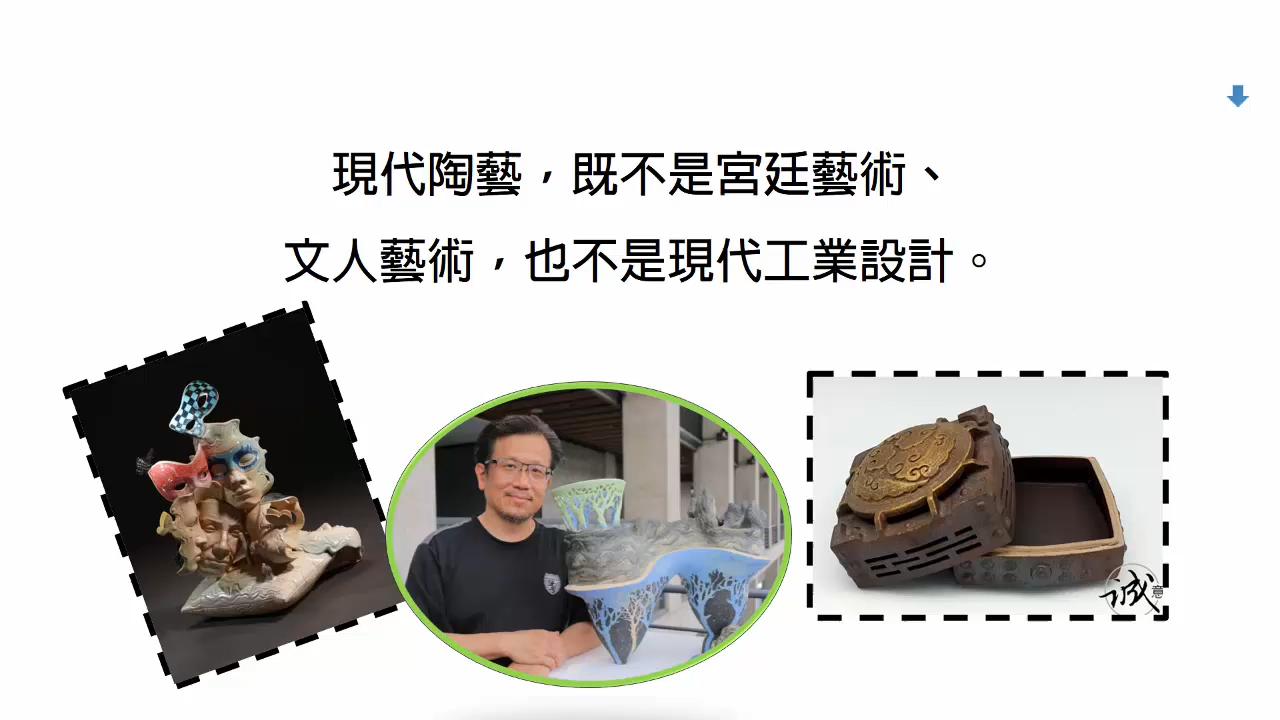 現代陶藝，既不是宮廷藝術、
文人藝術，也不是現代工業設計。
誠
意